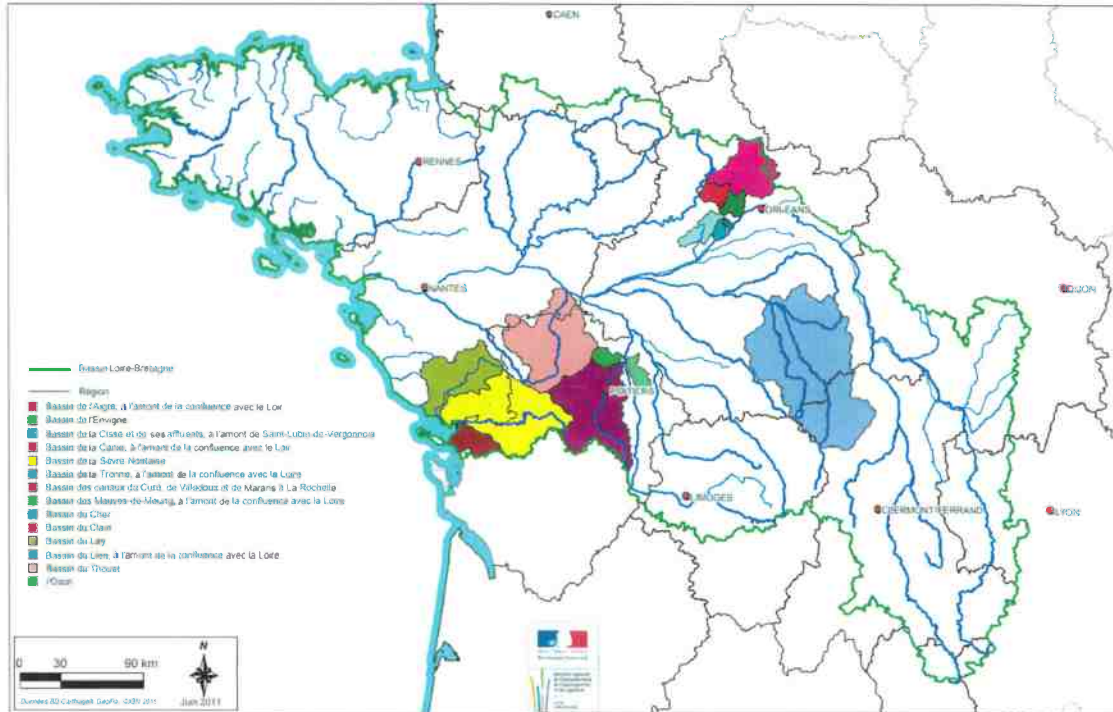 CAEN
RENNES
ORLEANS
NANTES
DIJON
POITIERS
LIMOGES
CLERMONT-FERRAND
LYON
Bassin Loire-Bretagne
Région
Bassin de l'Aigre, à l'amont de la confluence avec le Loir
Bassin de l'Envigne
Bassin de la Cisse et de ses affluents, à l'amont de Saint-Lubin-de-Vergonnois
Bassin de la Conie, à l'amont de la confluence avec le Loir
Bassin de la Sèvre Niortaise
Bassin de la Tronne, à l'amont de la confluence avec la Loire
Bassin des canaux du Curé, de Villedoux et de Marans à La Rochelle
Bassin des Mauves-de-Meung, à l'amont de la confluence avec la Loire
Bassin du Cher
Bassin du Clain
Bassin du Lay
Bassin du Lien, à l'amont de la confluence avec la Loire
Bassin du Thouet
l'Ozon
0 30 90 km
N
Juin 2011